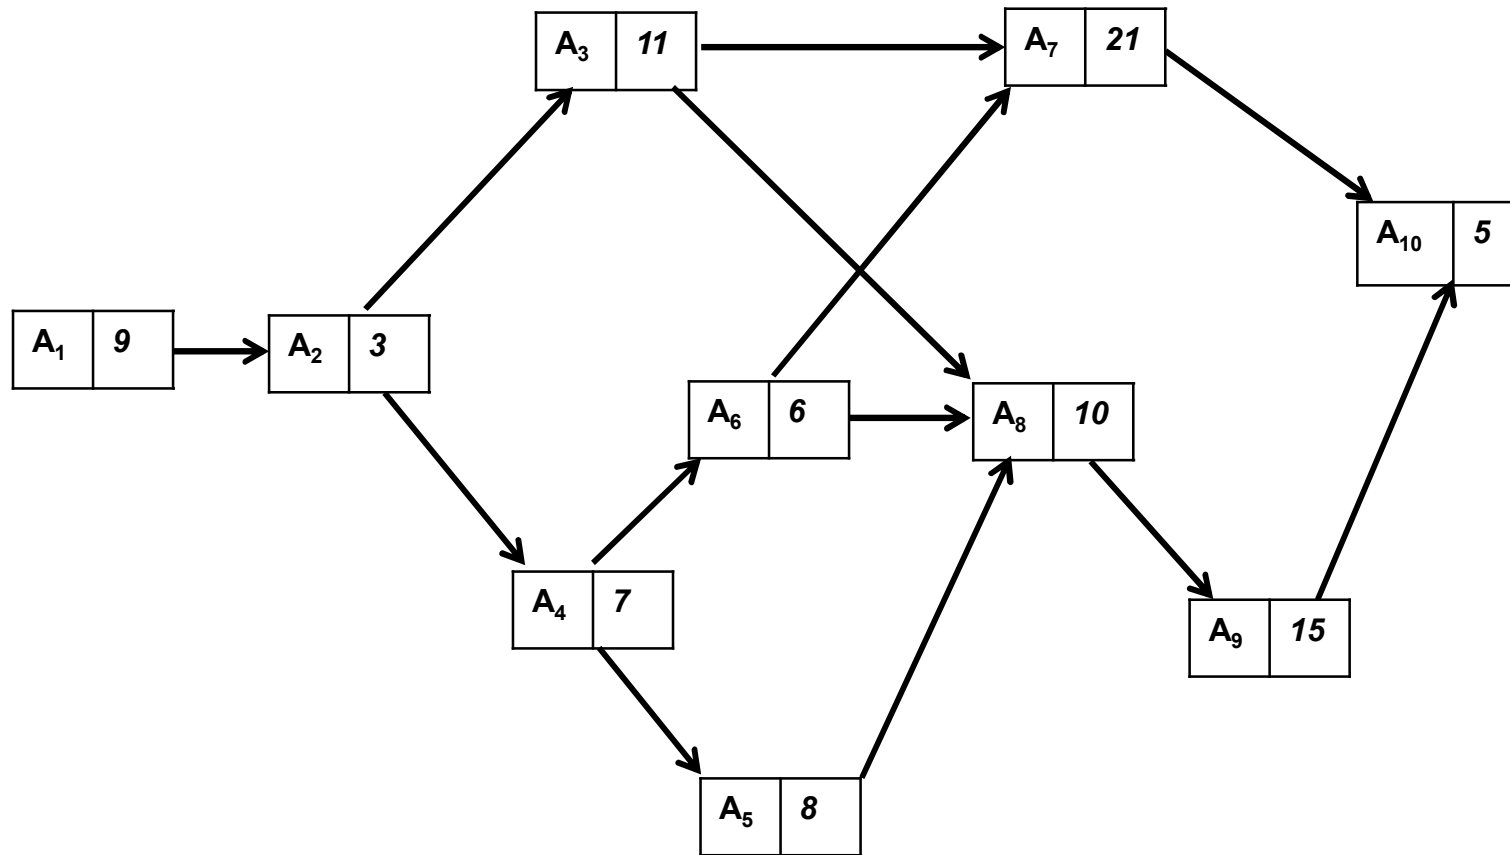 A₃ 11
A₇ 21
A₁₀ 5
A₁ 9
A₂ 3
A₆ 6
A₈ 10
A₄ 7
A₉ 15
A₅ 8